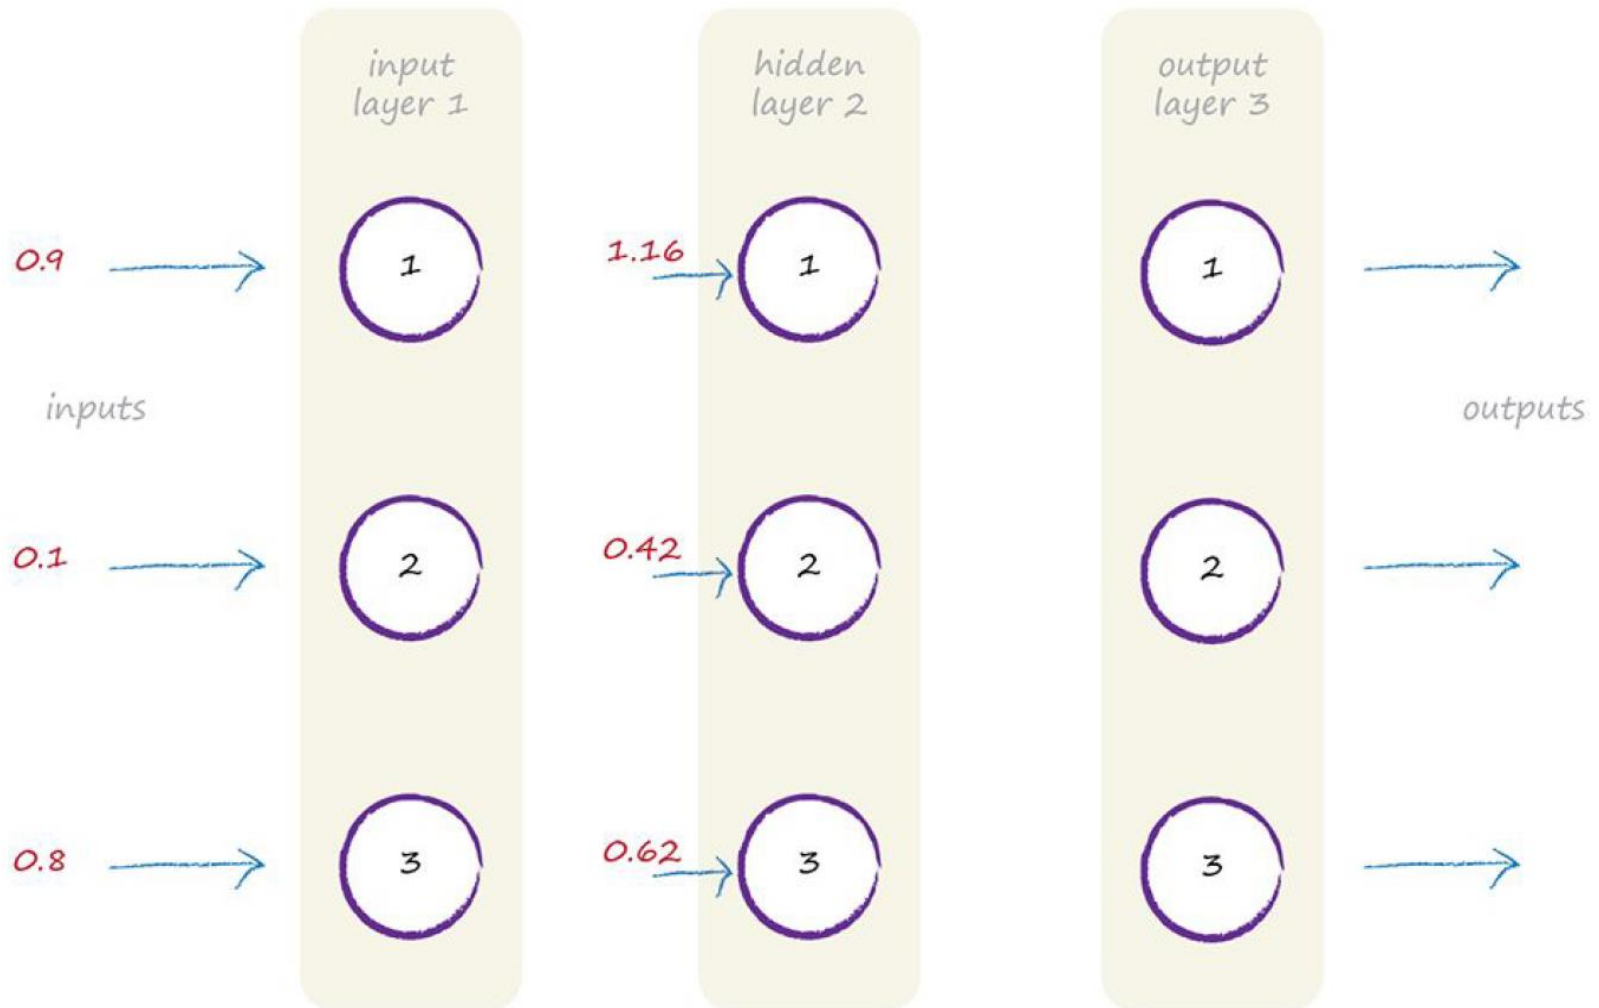 input
layer 1
hidden
layer 2
output
layer 3
0.9
1
1.16
1
1
inputs
outputs
0.1
2
0.42
2
2
0.8
3
0.62
3
3